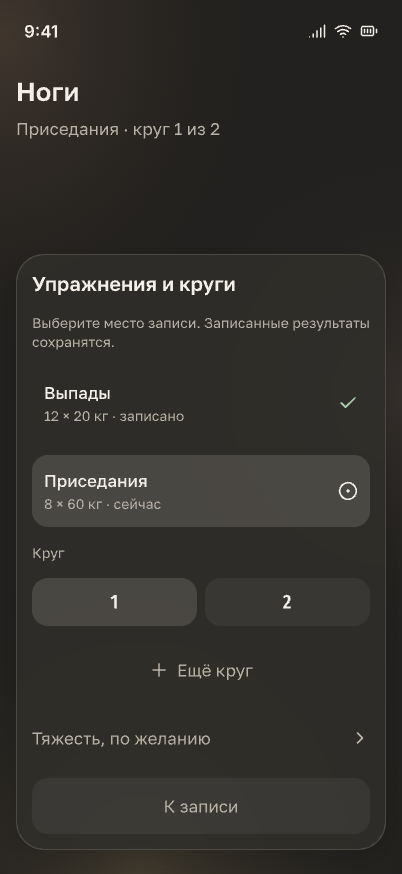 9:41
Ноги
Приседания · круг 1 из 2
Упражнения и круги
Выберите место записи. Записанные результаты
сохранятся.
Выпады
12 × 20 кг · записано
Приседания
8 × 60 кг · сейчас
Круг
1
2
Ещё круг
Тяжесть, по желанию
К записи